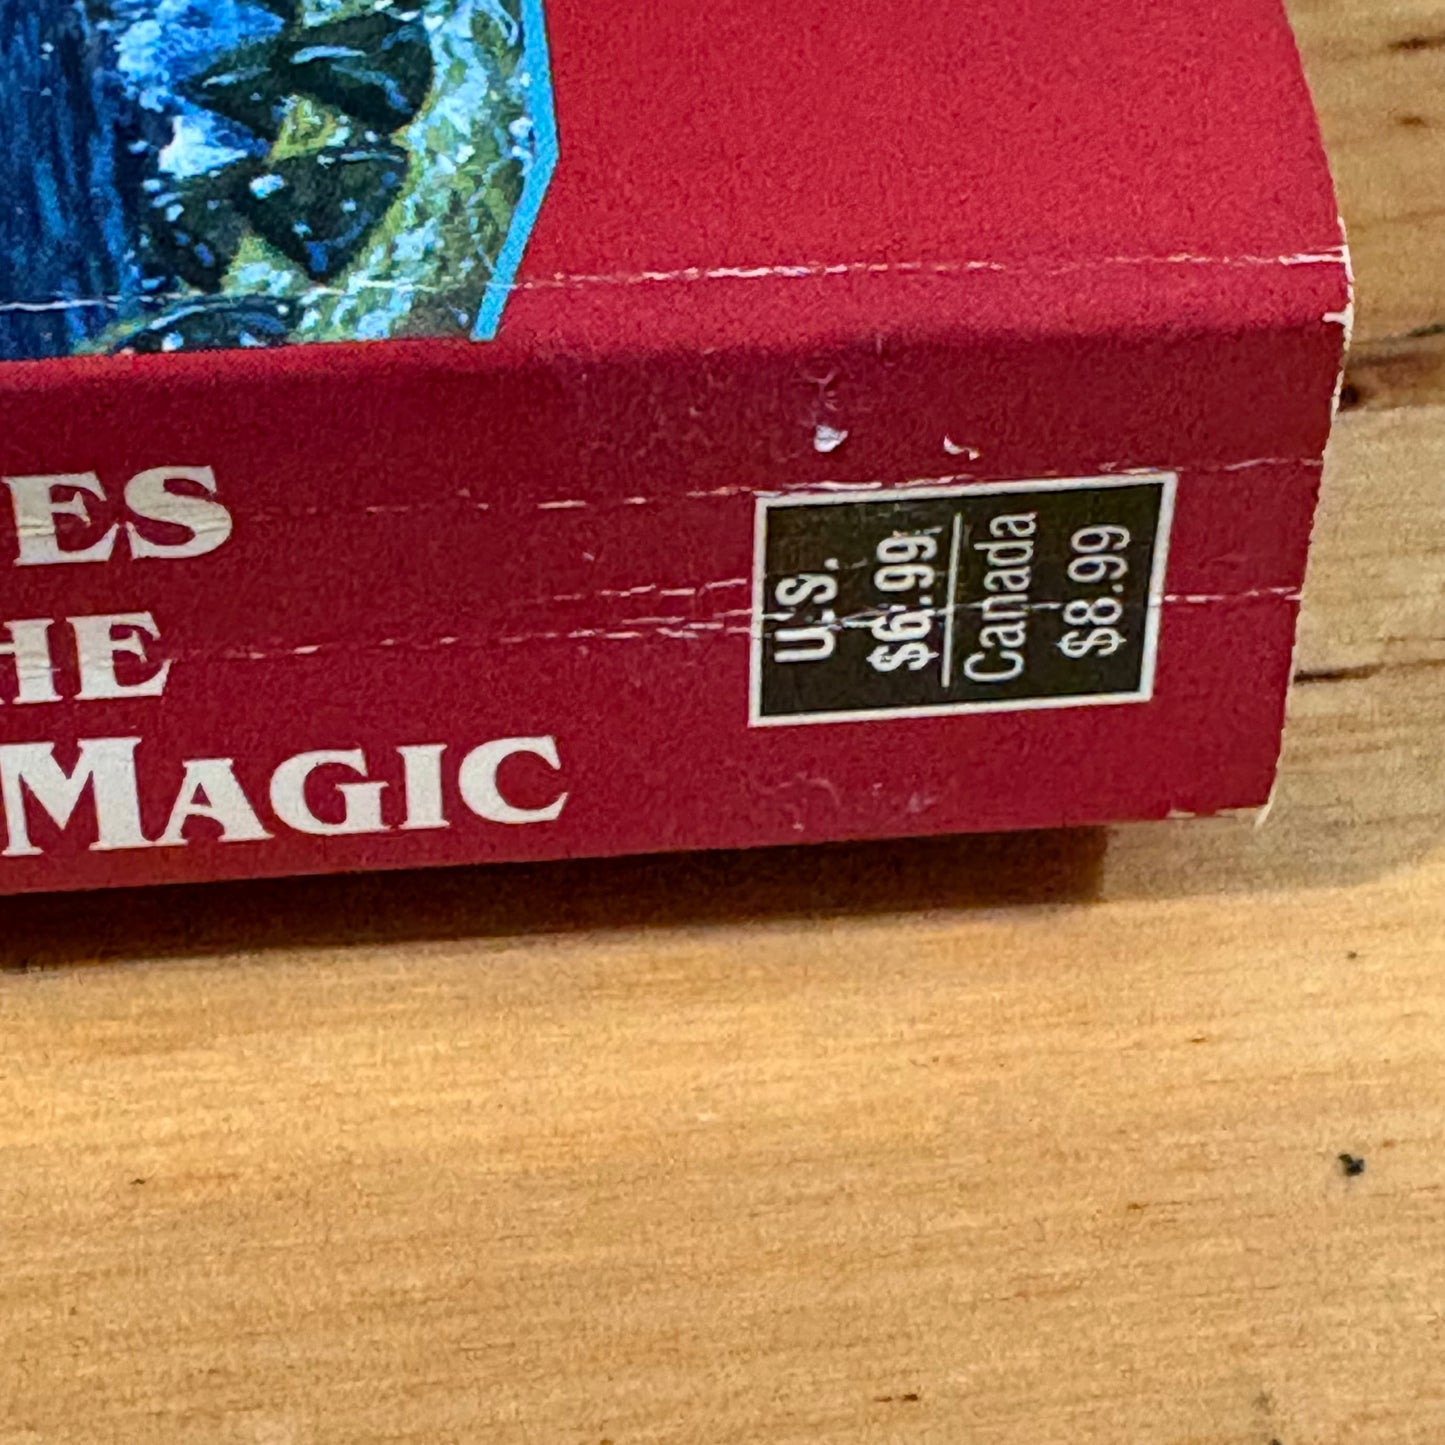 ES
HE
MAGIC
U.S.
$6.99
Canada
$8.99